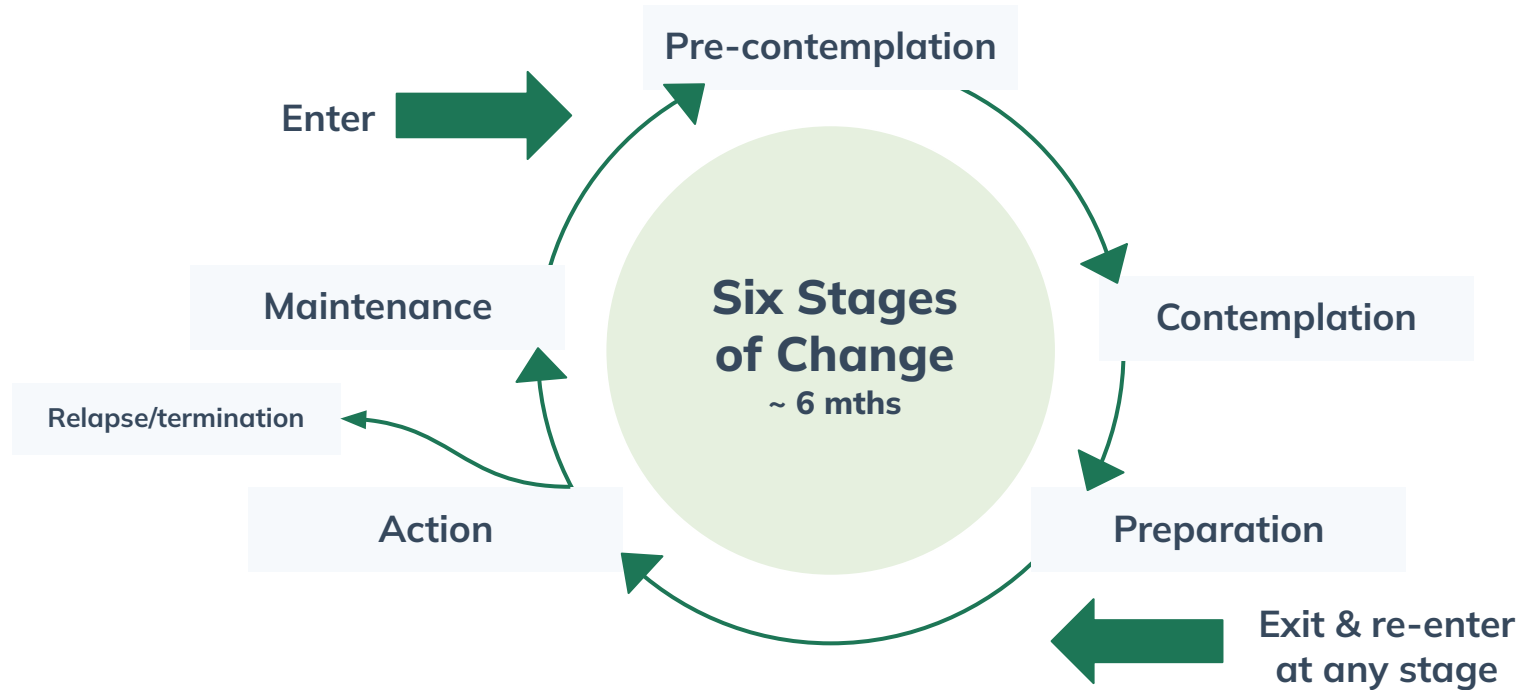 Pre-contemplation
Enter
Maintenance
Six Stages
of Change
~ 6 mths
Contemplation
Relapse/termination
Action
Preparation
Exit & re-enter
at any stage